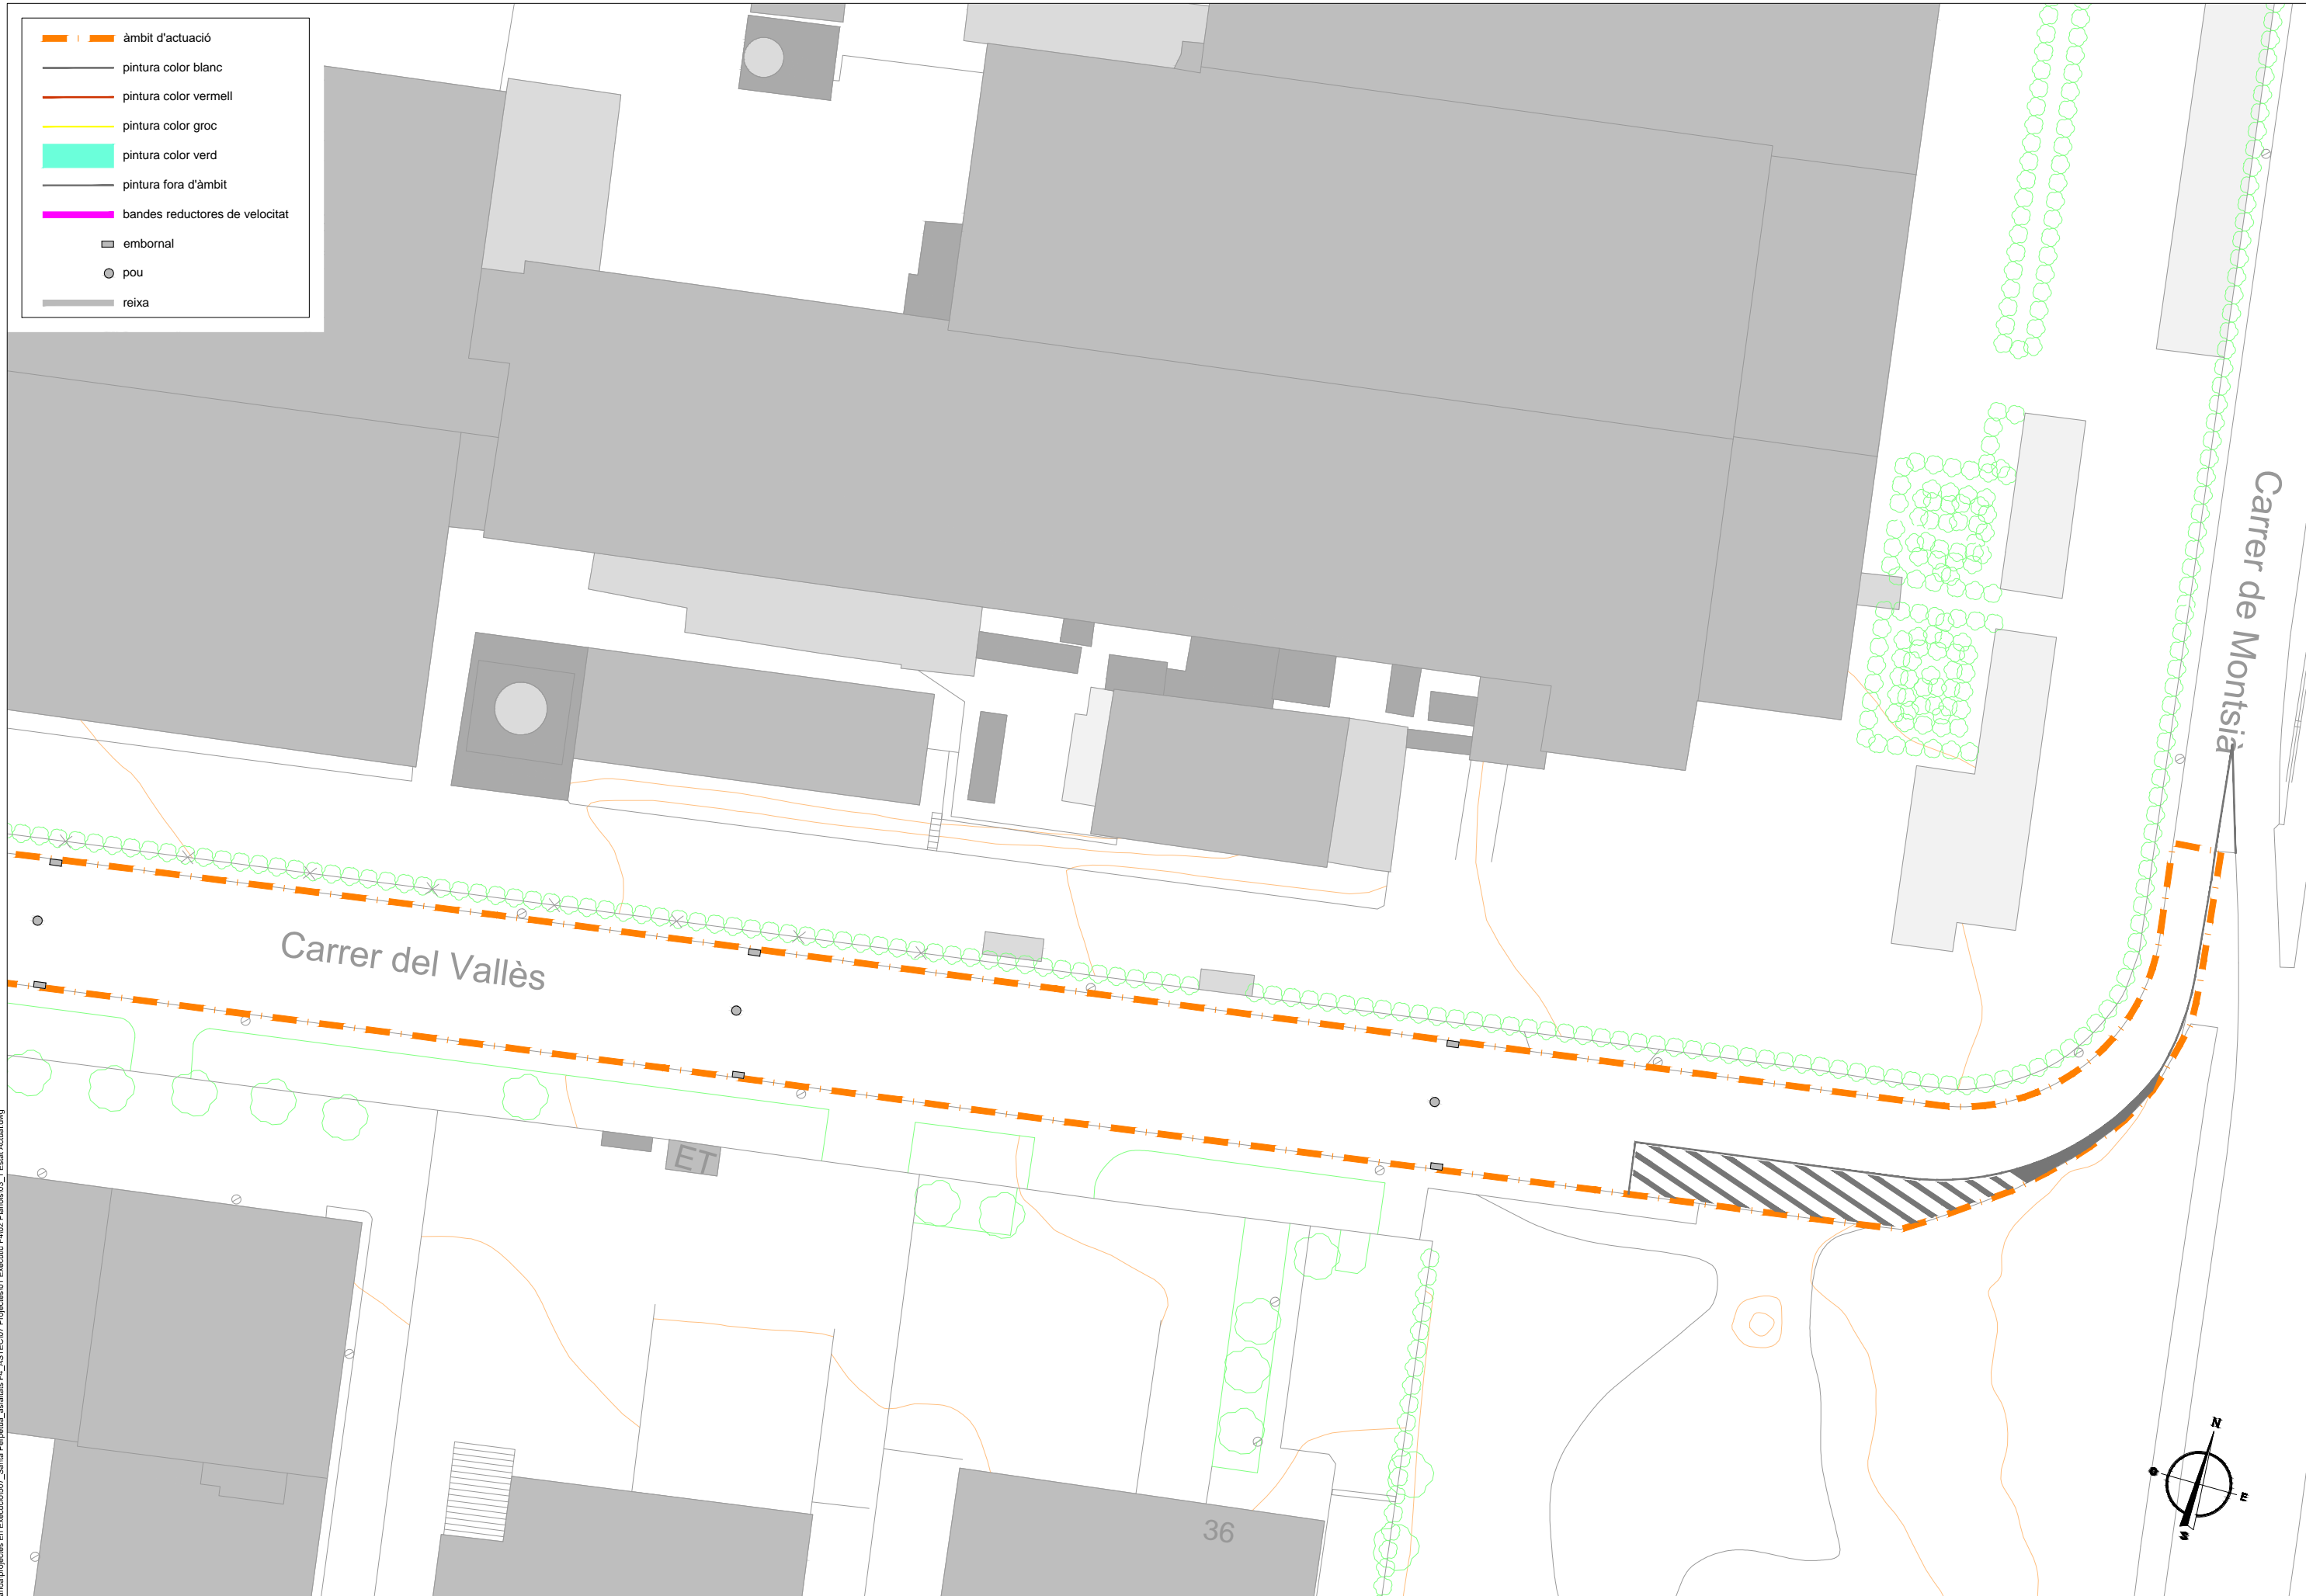 àmbit d'actuació
pintura color blanc
pintura color vermell
pintura color groc
pintura color verd
pintura fora d'àmbit
bandes reductores de velocitat
embornal
pou
reixa
Carrer de Montsià
Carrer del Vallès
ET
36
N
O
E
S